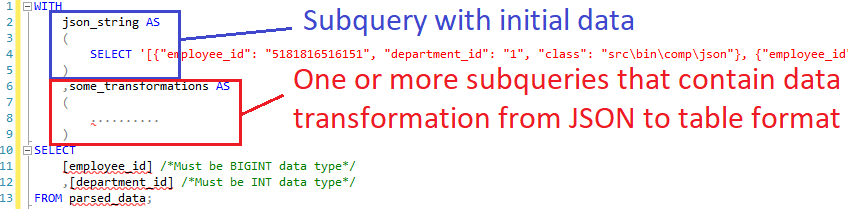 1 WITH
2 json_string AS
3 (
4 SELECT '[{"employee_id": "5181816516151", "department_id": "1", "class": "src\bin\comp\json"}, {"employee_id
5 )
6 ,some_transformations AS
7 (
8 ..........
9 )
10 SELECT
11 [employee_id] /*Must be BIGINT data type*/
12 ,[department_id] /*Must be INT data type*/
13 FROM parsed_data;
Subquery with initial data
One or more subqueries that contain data
transformation from JSON to table format